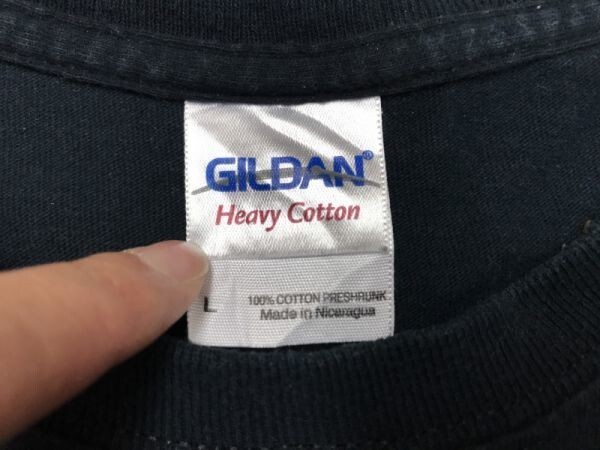 GILDAN®
Heavy Cotton
L
100% COTTON PRESHRUNK
Made in Nicaragua